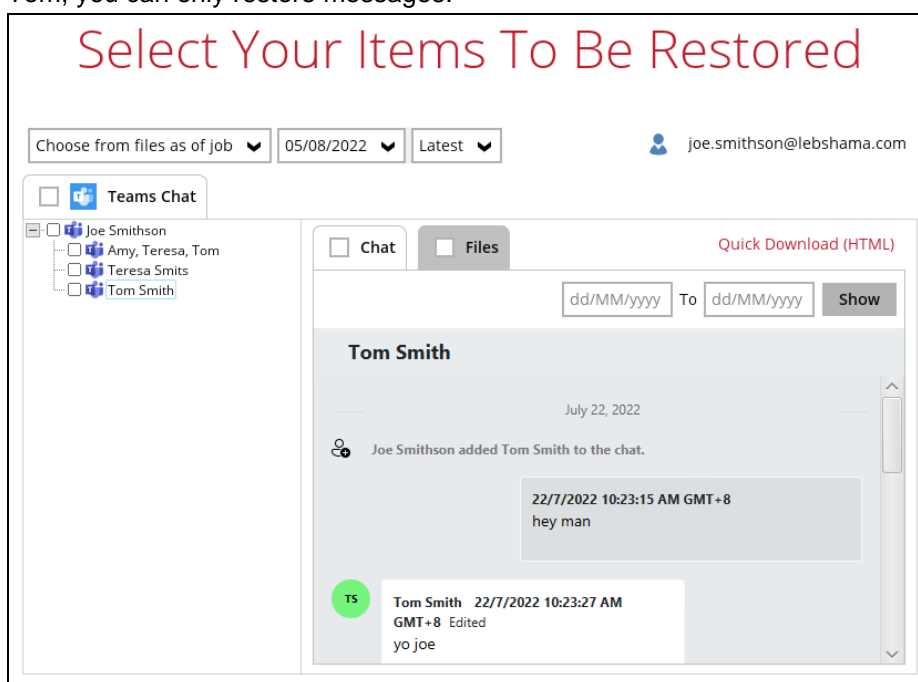 Tom, you can only restore messages.
Select Your Items To Be Restored
Choose from files as of job 05/08/2022 Latest joe.smithson@lebshama.com
Teams Chat
Joe Smithson
Amy, Teresa, Tom
Teresa Smits
Tom Smith
Chat Files Quick Download (HTML)
dd/MM/yyyy To dd/MM/yyyy Show
Tom Smith
July 22, 2022
Joe Smithson added Tom Smith to the chat.
22/7/2022 10:23:15 AM GMT+8
hey man
TS
Tom Smith 22/7/2022 10:23:27 AM
GMT+8 Edited
yo joe